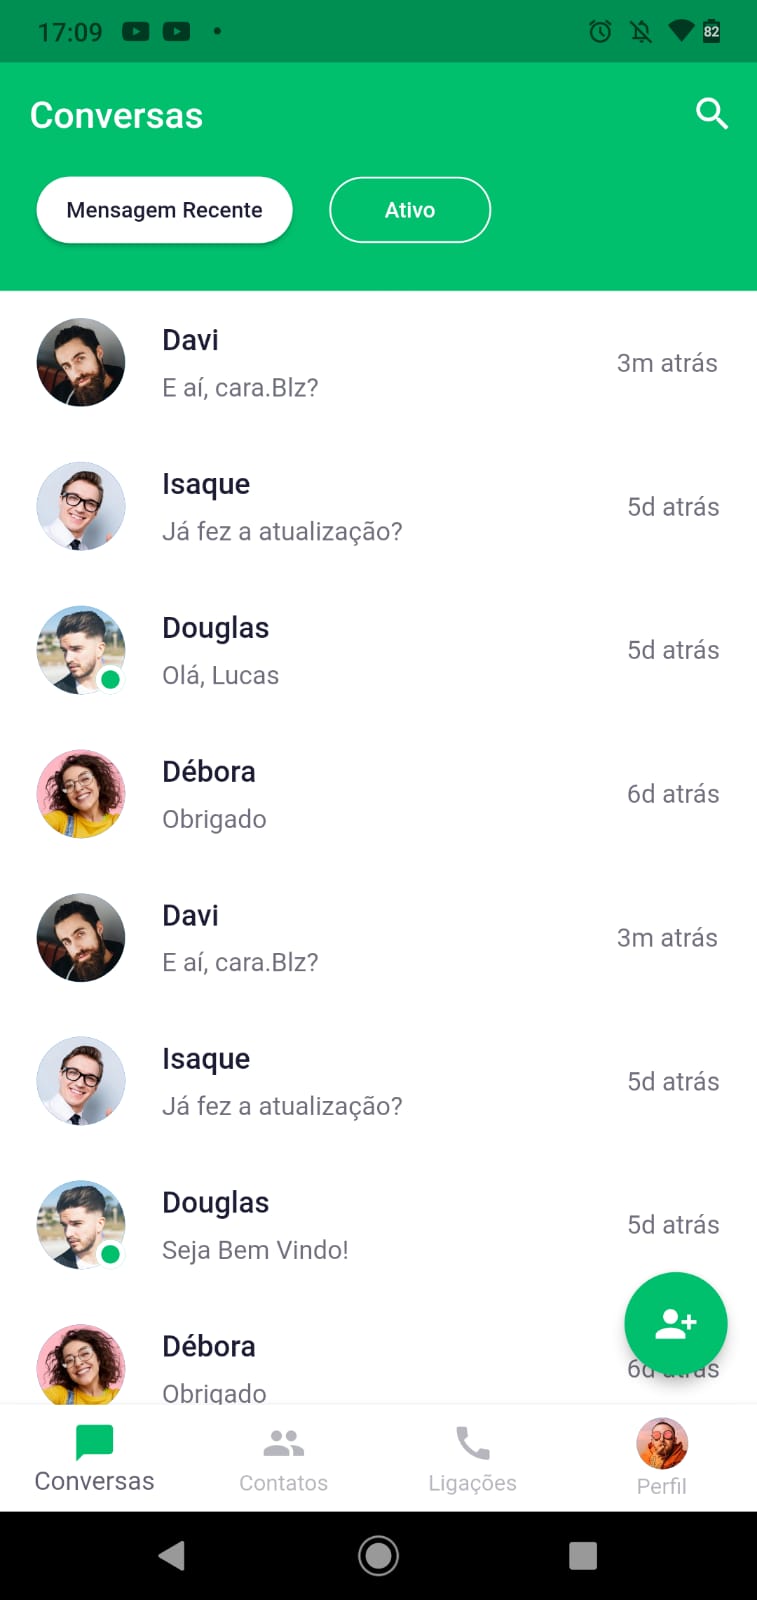 17:09
82
Conversas
Mensagem Recente
Ativo
Davi
E aí, cara.Blz?
3m atrás
Isaque
Já fez a atualização?
5d atrás
Douglas
Olá, Lucas
5d atrás
Débora
Obrigado
6d atrás
Davi
E aí, cara.Blz?
3m atrás
Isaque
Já fez a atualização?
5d atrás
Douglas
Seja Bem Vindo!
5d atrás
Débora
Obrigado
6d atrás
Conversas
Contatos
Ligações
Perfil